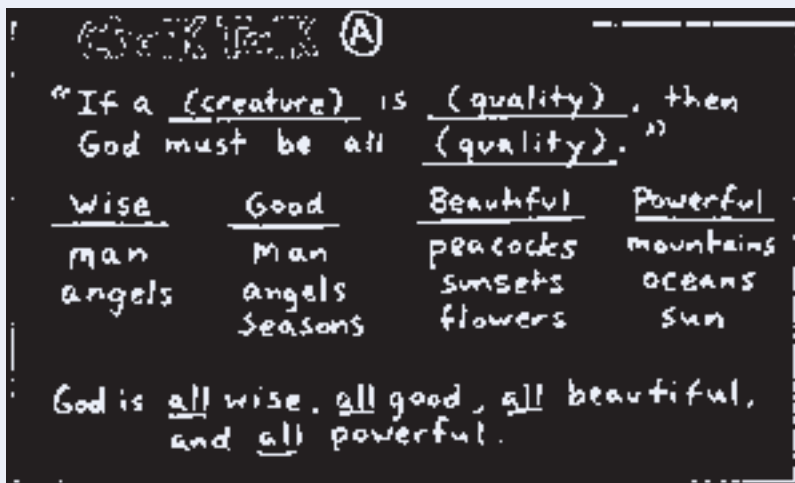 Ⓐ
"If a (creature) is (quality), then
God must be all (quality)."
Wise Good Beautiful Powerful
man man peacocks mountains
angels angels sunsets oceans
seasons flowers sun
God is all wise, all good, all beautiful,
and all powerful.